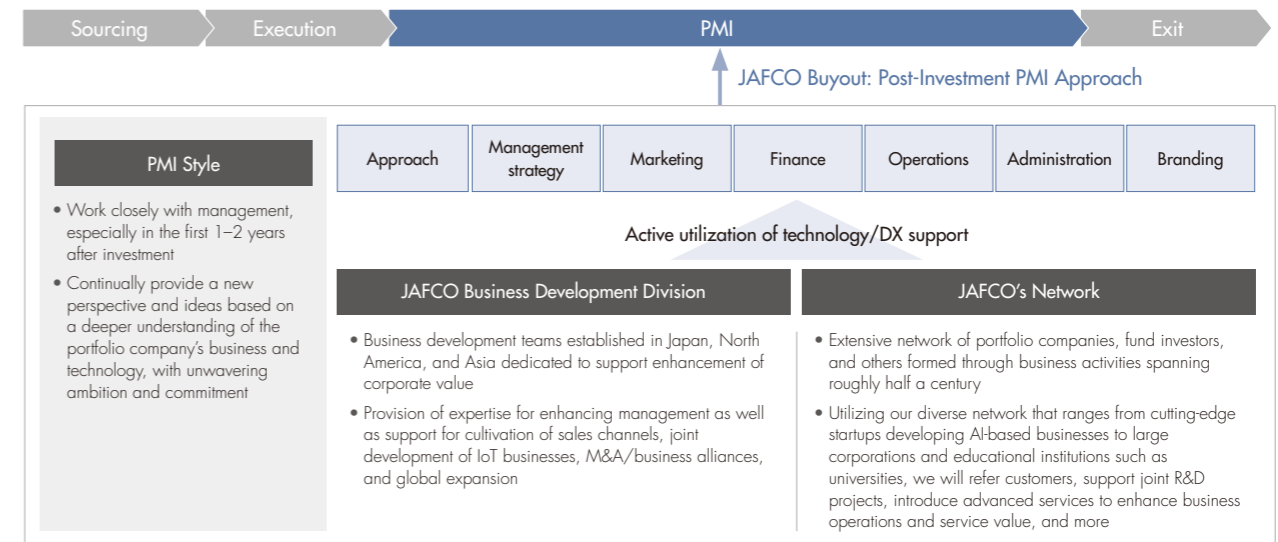 Sourcing
Execution
PMI
Exit
JAFCO Buyout: Post-Investment PMI Approach
PMI Style
• Work closely with management,
especially in the first 1–2 years
after investment
• Continually provide a new
perspective and ideas based on
a deeper understanding of the
portfolio company's business and
technology, with unwavering
ambition and commitment
Approach
Management
strategy
Marketing
Finance
Operations
Administration
Branding
Active utilization of technology/DX support
JAFCO Business Development Division
• Business development teams established in Japan, North
America, and Asia dedicated to support enhancement of
corporate value
• Provision of expertise for enhancing management as well
as support for cultivation of sales channels, joint
development of IoT businesses, M&A/business alliances,
and global expansion
JAFCO's Network
• Extensive network of portfolio companies, fund investors,
and others formed through business activities spanning
roughly half a century
• Utilizing our diverse network that ranges from cutting-edge
startups developing AI-based businesses to large
corporations and educational institutions such as
universities, we will refer customers, support joint R&D
projects, introduce advanced services to enhance business
operations and service value, and more